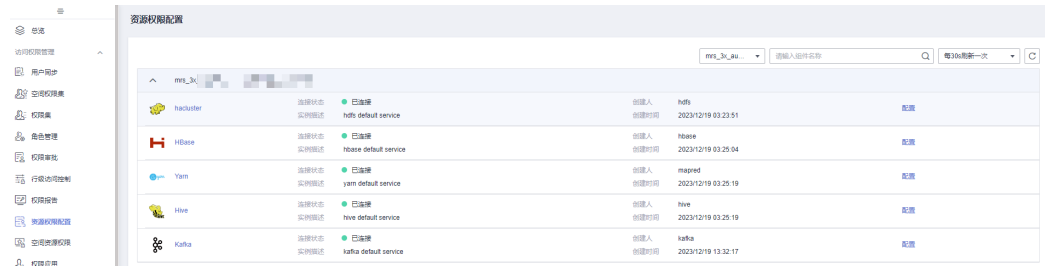 资源权限配置
总览
访问权限管理
用户同步
空间权限集
权限集
角色管理
权限审批
行级访问控制
权限报告
资源权限配置
空间资源权限
权限应用
mrs_3x_au...
请输入组件名称
每30s刷新一次
mrs_3x
hacluster
连接状态 已连接 创建人 hdfs
实例描述 hdfs default service 创建时间 2023/12/19 03:23:51
配置
HBase
连接状态 已连接 创建人 hbase
实例描述 hbase default service 创建时间 2023/12/19 03:25:04
配置
Yarn
连接状态 已连接 创建人 mapred
实例描述 yarn default service 创建时间 2023/12/19 03:25:19
配置
Hive
连接状态 已连接 创建人 hive
实例描述 hive default service 创建时间 2023/12/19 03:25:19
配置
Kafka
连接状态 已连接 创建人 kafka
实例描述 kafka default service 创建时间 2023/12/19 13:32:17
配置